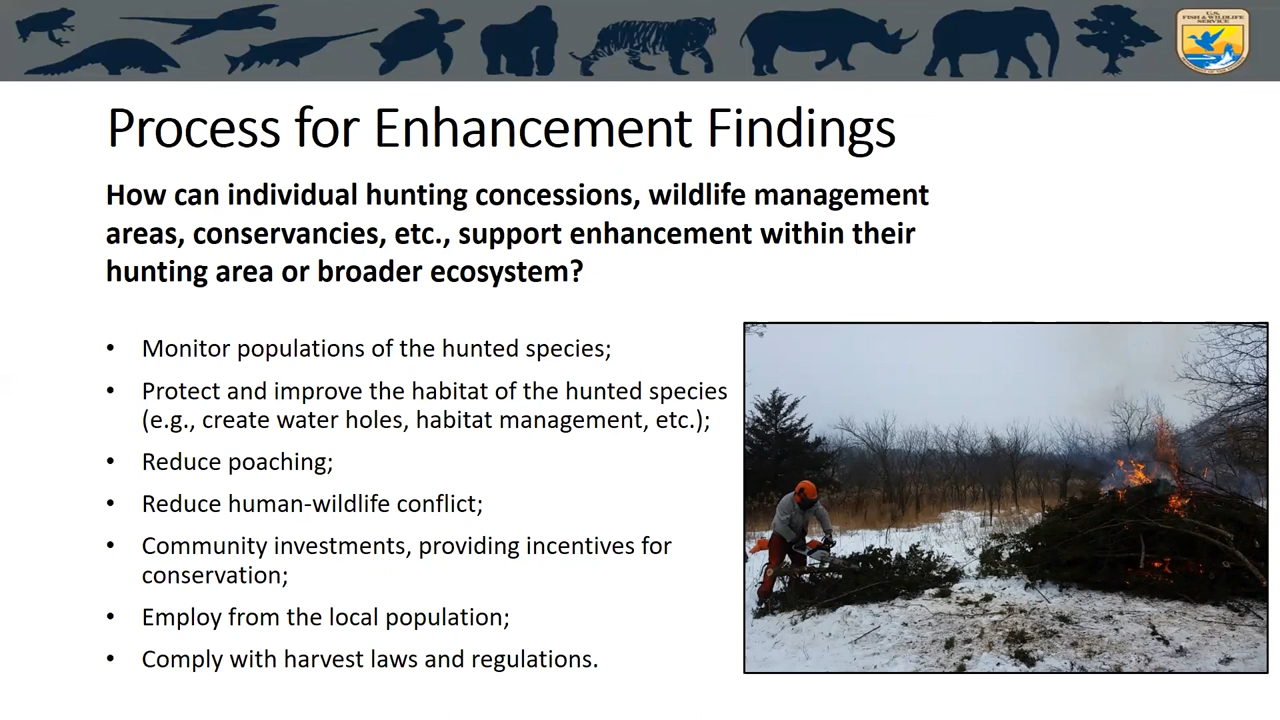 U.S.
FISH & WILDLIFE
SERVICE
Process for Enhancement Findings
How can individual hunting concessions, wildlife management
areas, conservancies, etc., support enhancement within their
hunting area or broader ecosystem?
• Monitor populations of the hunted species;
• Protect and improve the habitat of the hunted species
(e.g., create water holes, habitat management, etc.);
• Reduce poaching;
• Reduce human-wildlife conflict;
• Community investments, providing incentives for
conservation;
• Employ from the local population;
• Comply with harvest laws and regulations.